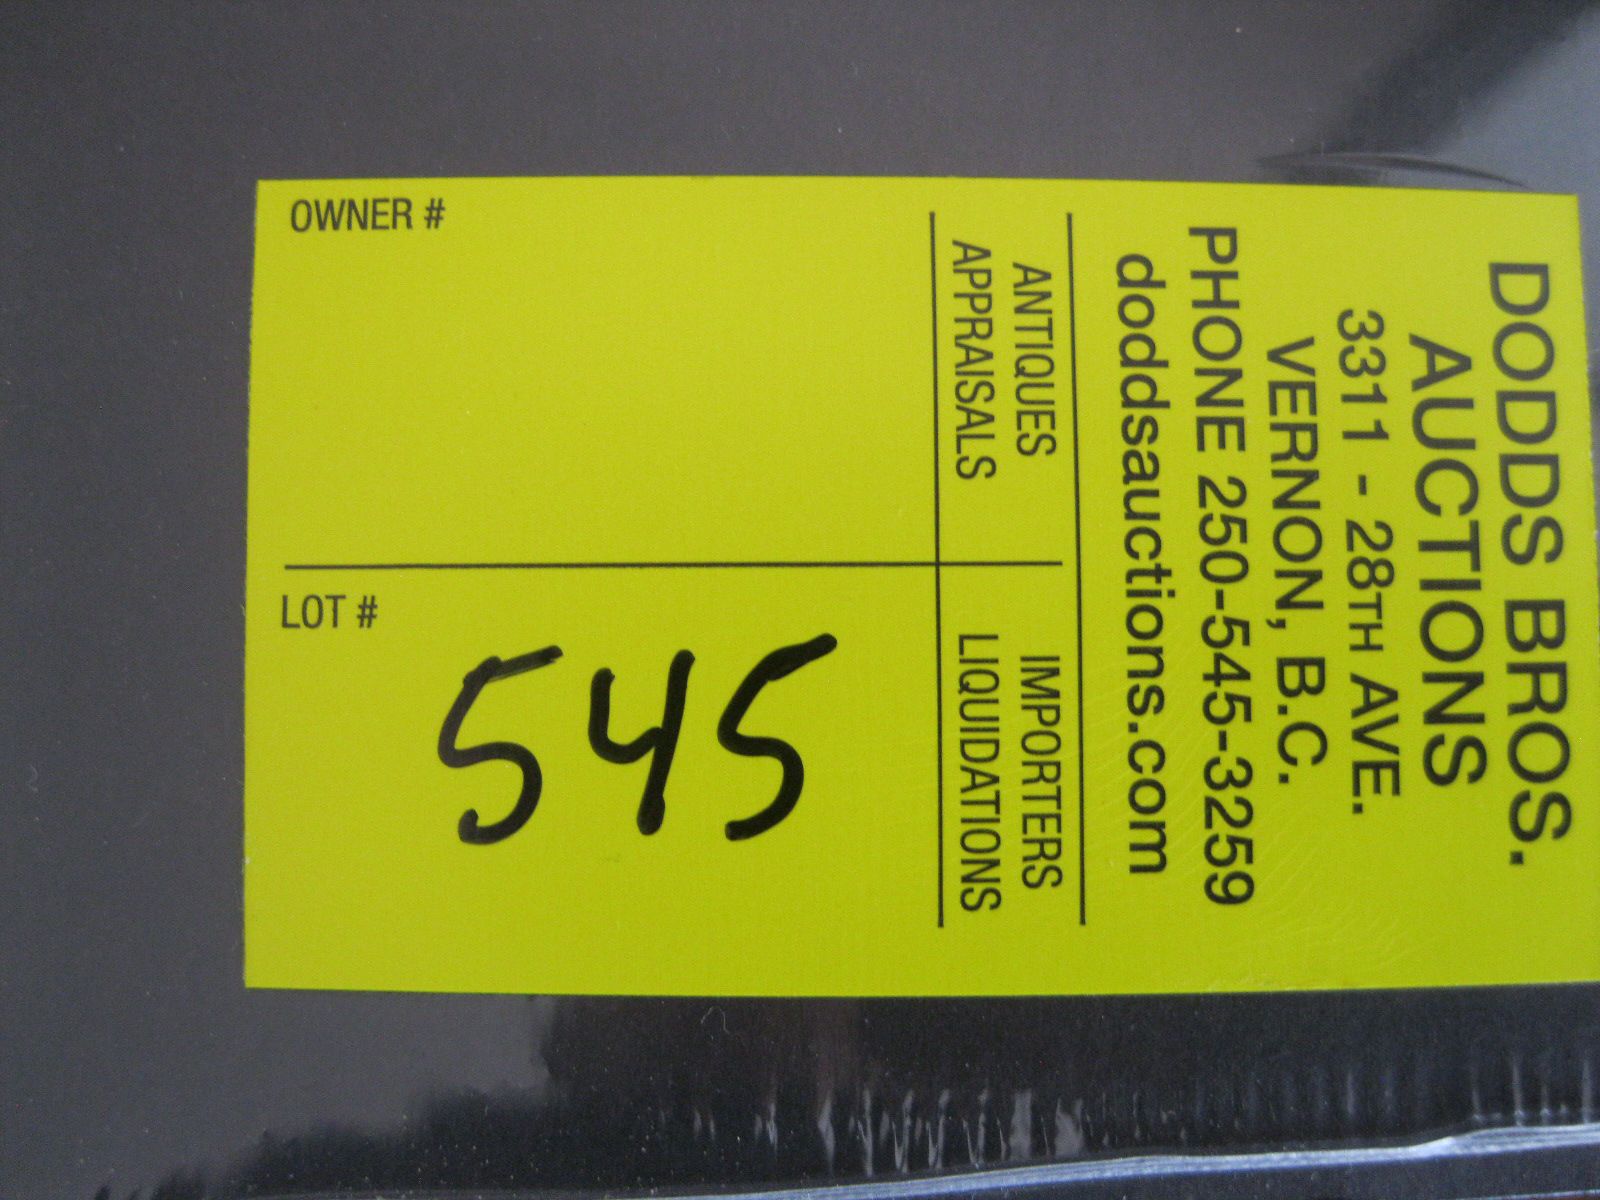 DODDS BROS.
AUCTIONS
3311 - 28TH AVE.
VERNON, B.C.
PHONE 250-545-3259
doddsauctions.com
ANTIQUES
APPRAISALS
IMPORTERS
LIQUIDATIONS
OWNER #
LOT #
545